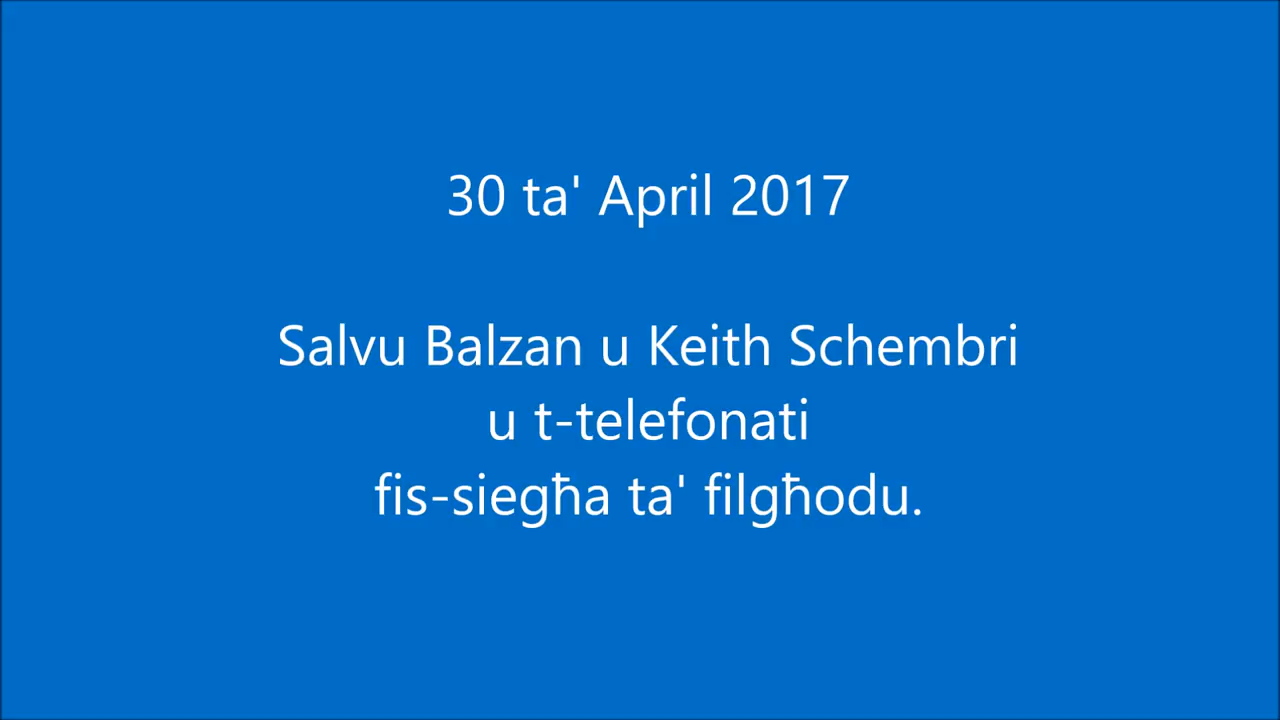 30 ta' April 2017
Salvu Balzan u Keith Schembri
u t-telefonati
fis-siegħa ta' filgħodu.